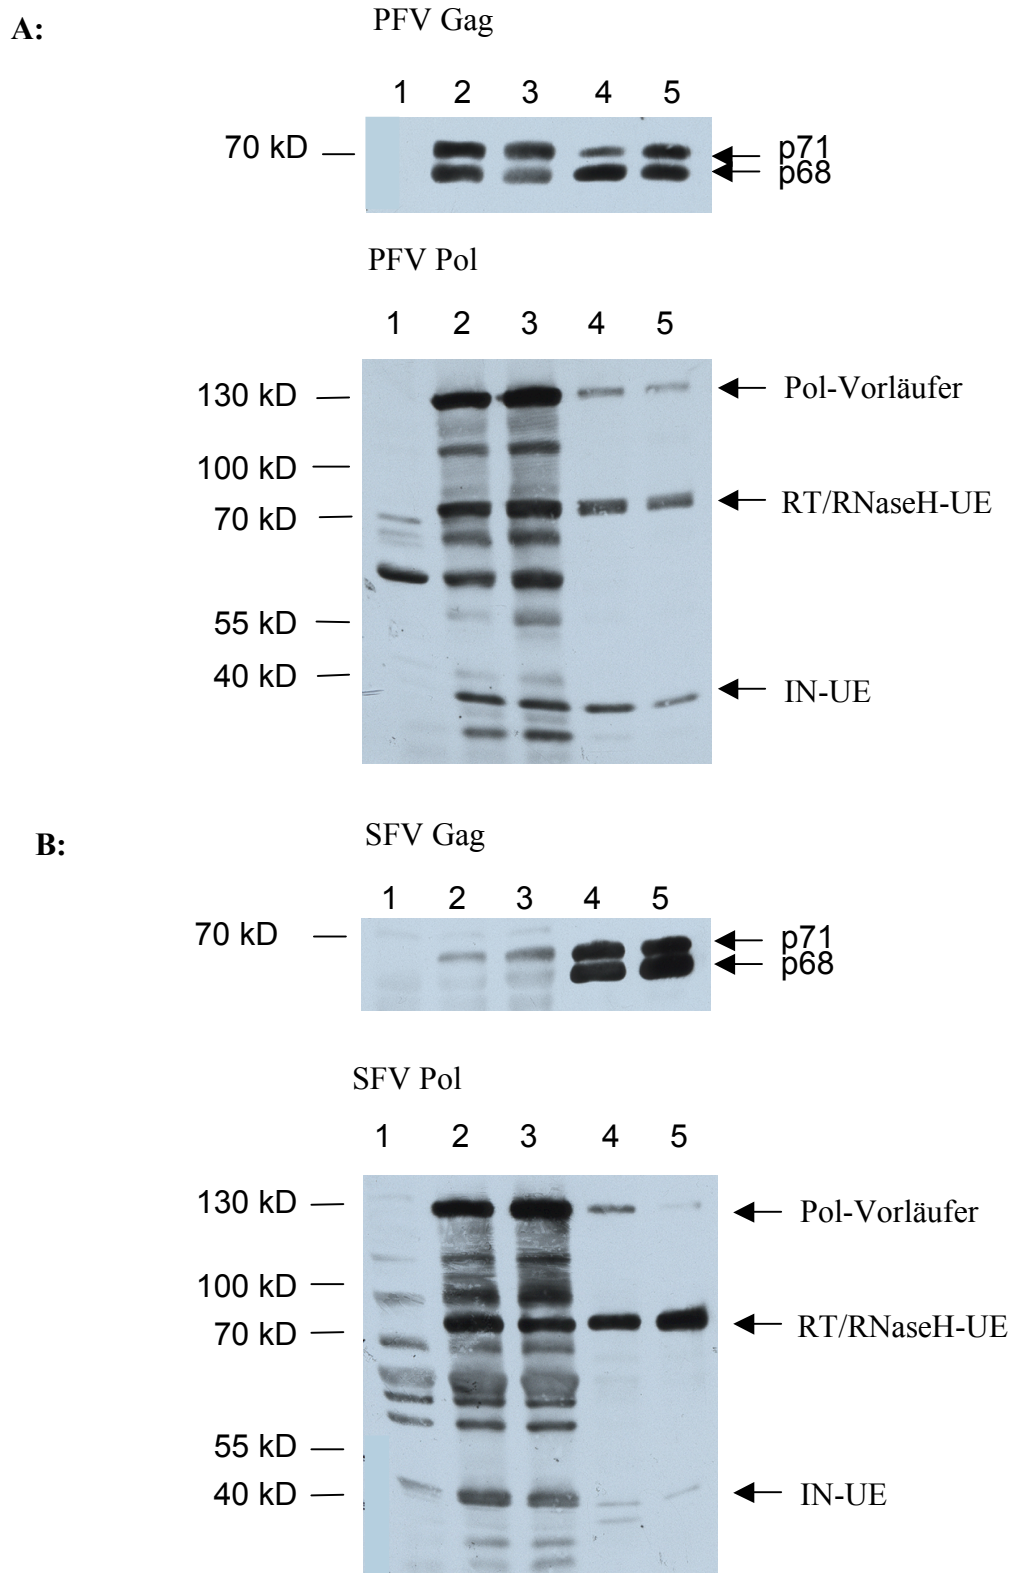 A:
PFV Gag
1 2 3 4 5
70 kD
p71
p68
PFV Pol
1 2 3 4 5
130 kD
Pol-Vorläufer
100 kD
RT/RNaseH-UE
70 kD
55 kD
40 kD
IN-UE
B:
SFV Gag
1 2 3 4 5
70 kD
p71
p68
SFV Pol
1 2 3 4 5
130 kD
Pol-Vorläufer
100 kD
RT/RNaseH-UE
70 kD
55 kD
40 kD
IN-UE